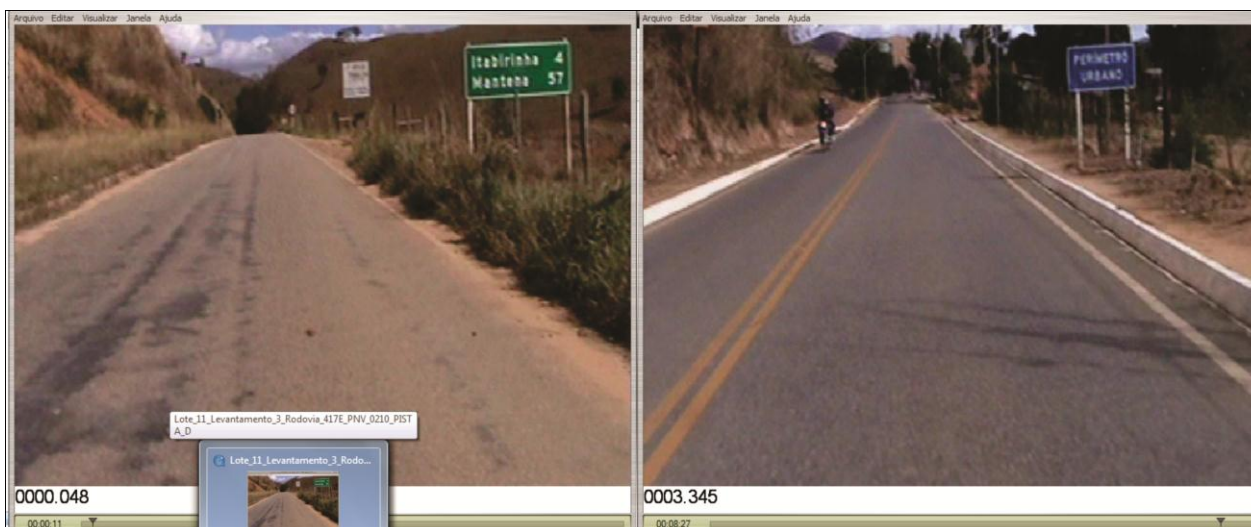 Arquivo Editar Visualizar Janela Ajuda
Itabirinha 4
Mantena 57
Lote_11_Levantamento_3_Rodovia_417E_PNV_0210_PIST
A_D
Lote_11_Levantamento_3_Rodo...
0000.048
00:00:11
Arquivo Editar Visualizar Janela Ajuda
PERÍMETRO
URBANO
0003.345
00:08:27